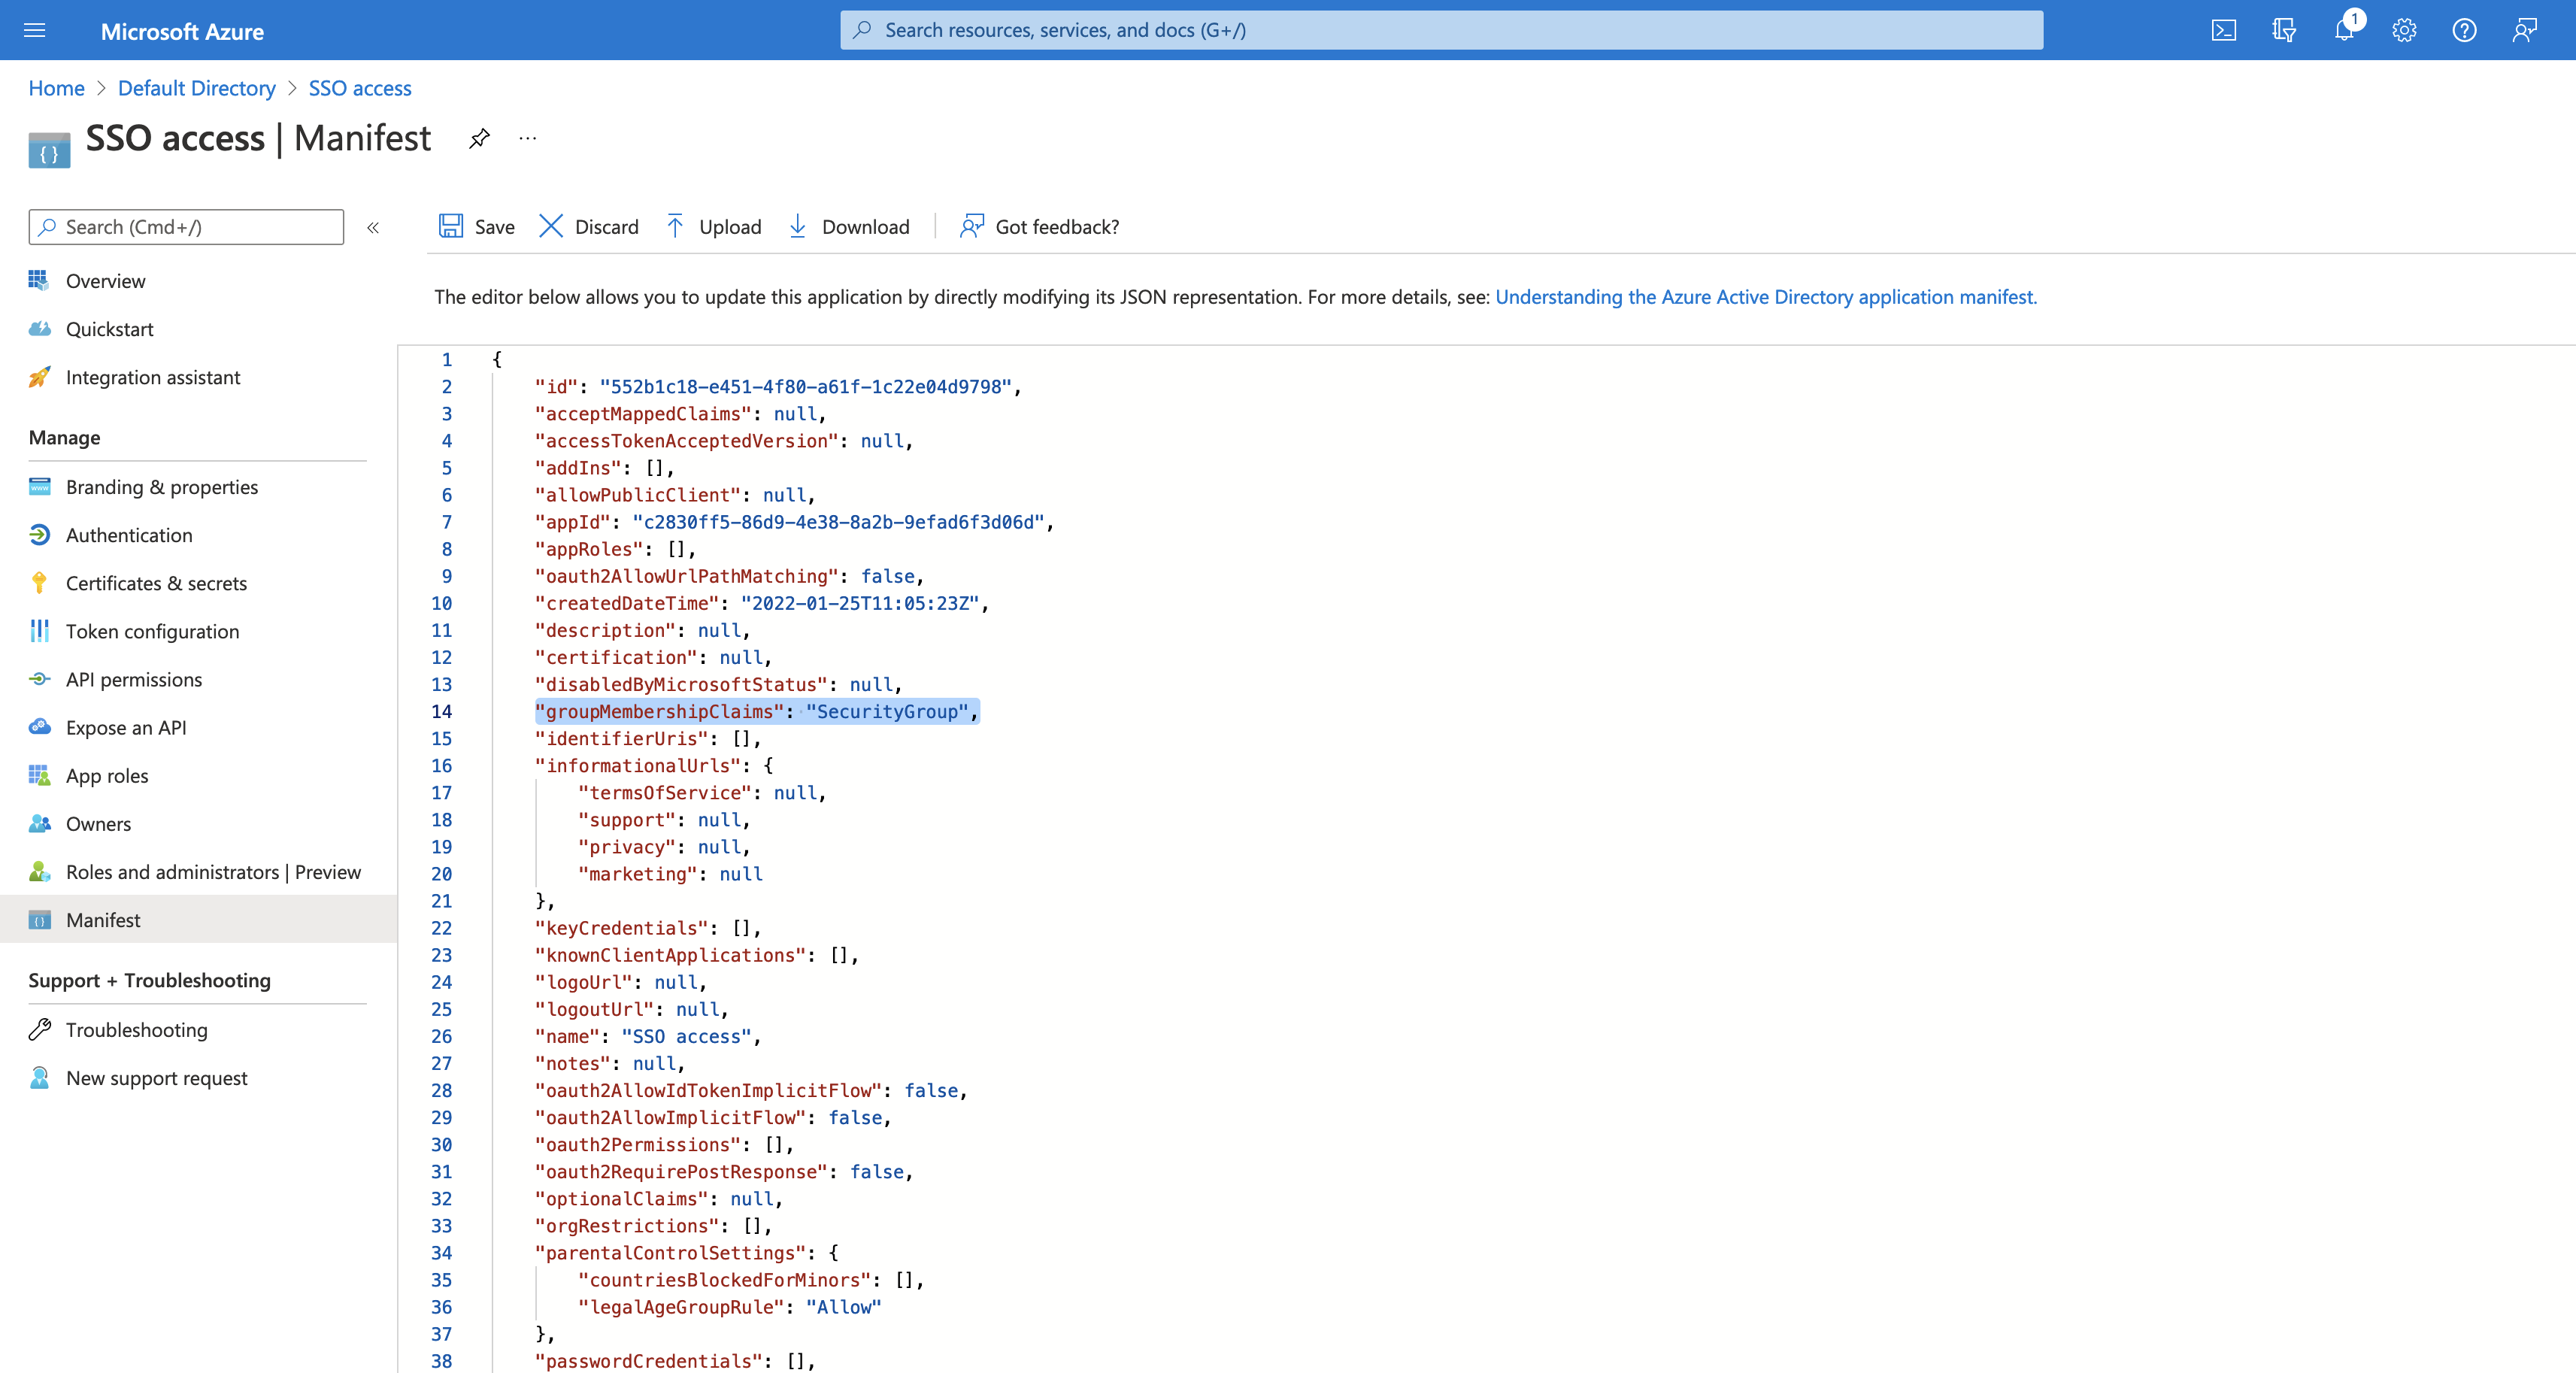 Microsoft Azure
Search resources, services, and docs (G+/)
1
Home > Default Directory > SSO access
SSO access | Manifest
...
Search (Cmd+/)
«
Save
Discard
Upload
Download
Got feedback?
Overview
Quickstart
Integration assistant
Manage
Branding & properties
Authentication
Certificates & secrets
Token configuration
API permissions
Expose an API
App roles
Owners
Roles and administrators | Preview
Manifest
Support + Troubleshooting
Troubleshooting
New support request
The editor below allows you to update this application by directly modifying its JSON representation. For more details, see: Understanding the Azure Active Directory application manifest.
1 {
2 "id": "552b1c18-e451-4f80-a61f-1c22e04d9798",
3 "acceptMappedClaims": null,
4 "accessTokenAcceptedVersion": null,
5 "addIns": [],
6 "allowPublicClient": null,
7 "appId": "c2830ff5-86d9-4e38-8a2b-9efad6f3d06d",
8 "appRoles": [],
9 "oauth2AllowUrlPathMatching": false,
10 "createdDateTime": "2022-01-25T11:05:23Z",
11 "description": null,
12 "certification": null,
13 "disabledByMicrosoftStatus": null,
14 "groupMembershipClaims": "SecurityGroup",
15 "identifierUris": [],
16 "informationalUrls": {
17 "termsOfService": null,
18 "support": null,
19 "privacy": null,
20 "marketing": null
21 },
22 "keyCredentials": [],
23 "knownClientApplications": [],
24 "logoUrl": null,
25 "logoutUrl": null,
26 "name": "SSO access",
27 "notes": null,
28 "oauth2AllowIdTokenImplicitFlow": false,
29 "oauth2AllowImplicitFlow": false,
30 "oauth2Permissions": [],
31 "oauth2RequirePostResponse": false,
32 "optionalClaims": null,
33 "orgRestrictions": [],
34 "parentalControlSettings": {
35 "countriesBlockedForMinors": [],
36 "legalAgeGroupRule": "Allow"
37 },
38 "passwordCredentials": [],